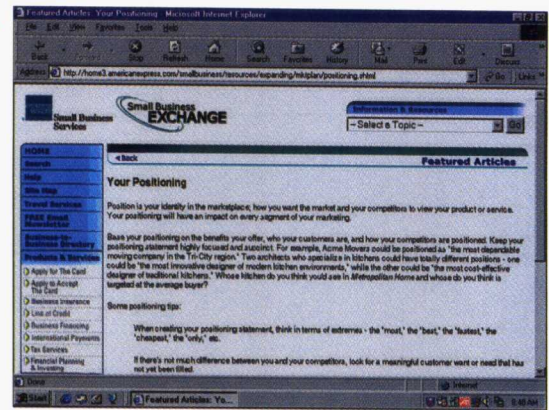 Featured Articles: Your Positioning - Microsoft Internet Explorer
File Edit View Favorites Tools Help
Back Stop Refresh Home Search Favorites History Mail Print Edit Discuss
Address http://home3.americanexpress.com/smallbusiness/resources/expanding/mktplan/positioning.shtml Go Links
Small Business Services
Small Business EXCHANGE
Information & Resources
-Select a Topic- Go
HOME
Search
Help
Site Map
Travel Services
FREE Email Newsletter
Business-to-Business Directory
Products & Services
Apply for The Card
Apply to Accept The Card
Business Insurance
Line of Credit
Business Financing
International Payments
Tax Services
Financial Planning & Investing
Back
Featured Articles
Your Positioning
Position is your identity in the marketplace; how you want the market and your competitors to view your product or service.
Your positioning will have an impact on every segment of your marketing.
Base your positioning on the benefits your offer, who your customers are, and how your competitors are positioned. Keep your
positioning statement highly focused and succinct. For example, Acme Movers could be positioned as "the most dependable
moving company in the Tri-City region." Two architects who specialize in kitchens could have totally different positions - one
could be "the most innovative designer of modern kitchen environments," while the other could be "the most cost-effective
designer of traditional kitchens." Whose kitchen do you think you'd see in Metropolitan Home and whose do you think is
targeted at the average buyer?
Some positioning tips:
When creating your positioning statement, think in terms of extremes - the "most," the "best," the "fastest," the
"cheapest," the "only," etc.
If there's not much difference between you and your competitors, look for a meaningful customer want or need that has
not yet been filled.
Done Internet
Start Featured Articles: Yo... 8:48 AM